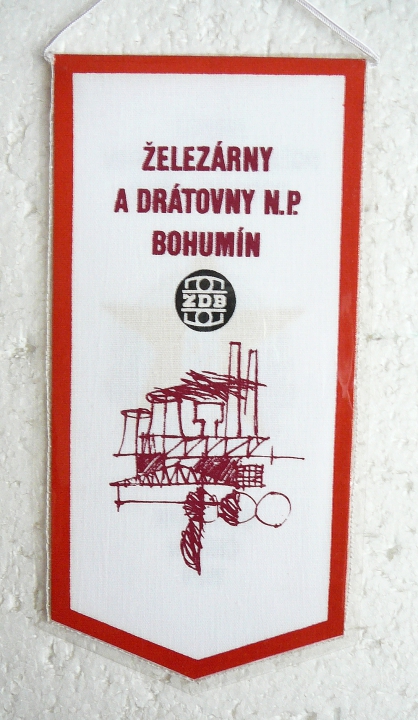 ŽELEZÁRNY
A DRÁTOVNY N.P.
BOHUMÍN
ŽDB